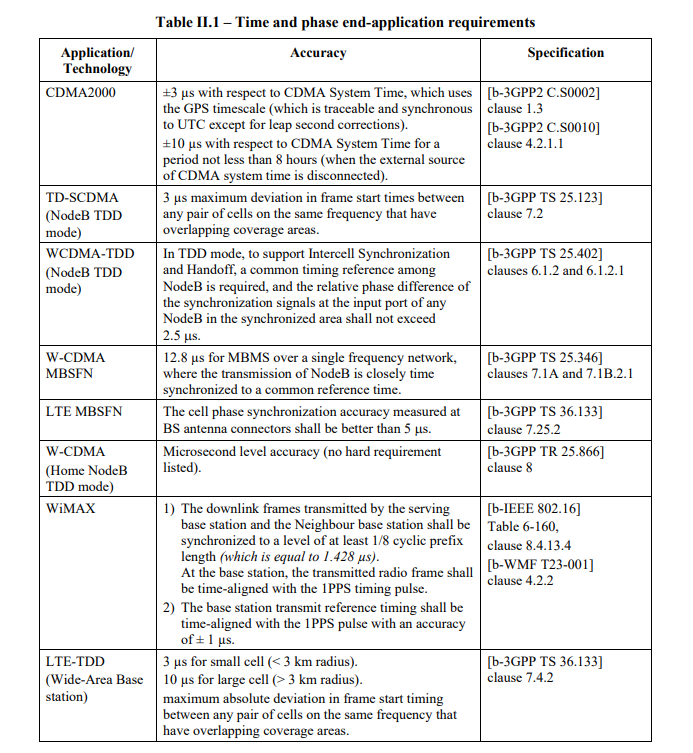 Table II.1 – Time and phase end-application requirements
Application/
Technology
Accuracy
Specification
CDMA2000
±3 µs with respect to CDMA System Time, which uses
the GPS timescale (which is traceable and synchronous
to UTC except for leap second corrections).
±10 µs with respect to CDMA System Time for a
period not less than 8 hours (when the external source
of CDMA system time is disconnected).
[b-3GPP2 C.S0002]
clause 1.3
[b-3GPP2 C.S0010]
clause 4.2.1.1
TD-SCDMA
(NodeB TDD
mode)
3 µs maximum deviation in frame start times between
any pair of cells on the same frequency that have
overlapping coverage areas.
[b-3GPP TS 25.123]
clause 7.2
WCDMA-TDD
(NodeB TDD
mode)
In TDD mode, to support Intercell Synchronization
and Handoff, a common timing reference among
NodeB is required, and the relative phase difference of
the synchronization signals at the input port of any
NodeB in the synchronized area shall not exceed
2.5 µs.
[b-3GPP TS 25.402]
clauses 6.1.2 and 6.1.2.1
W-CDMA
MBSFN
12.8 µs for MBMS over a single frequency network,
where the transmission of NodeB is closely time
synchronized to a common reference time.
[b-3GPP TS 25.346]
clauses 7.1A and 7.1B.2.1
LTE MBSFN
The cell phase synchronization accuracy measured at
BS antenna connectors shall be better than 5 µs.
[b-3GPP TS 36.133]
clause 7.25.2
W-CDMA
(Home NodeB
TDD mode)
Microsecond level accuracy (no hard requirement
listed).
[b-3GPP TR 25.866]
clause 8
WiMAX
1) The downlink frames transmitted by the serving
base station and the Neighbour base station shall be
synchronized to a level of at least 1/8 cyclic prefix
length (which is equal to 1.428 µs).
At the base station, the transmitted radio frame shall
be time-aligned with the 1PPS timing pulse.
2) The base station transmit reference timing shall be
time-aligned with the 1PPS pulse with an accuracy
of ± 1 µs.
[b-IEEE 802.16]
Table 6-160,
clause 8.4.13.4
[b-WMF T23-001]
clause 4.2.2
LTE-TDD
(Wide-Area Base
station)
3 µs for small cell (< 3 km radius).
10 µs for large cell (> 3 km radius).
maximum absolute deviation in frame start timing
between any pair of cells on the same frequency that
have overlapping coverage areas.
[b-3GPP TS 36.133]
clause 7.4.2